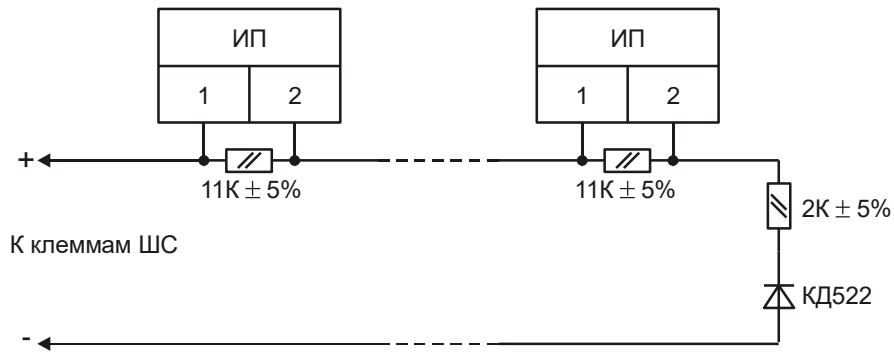 ИП ИП
1 2 1 2
+
11К ± 5% 11К ± 5%
2К ± 5%
К клеммам ШС
КД522
-